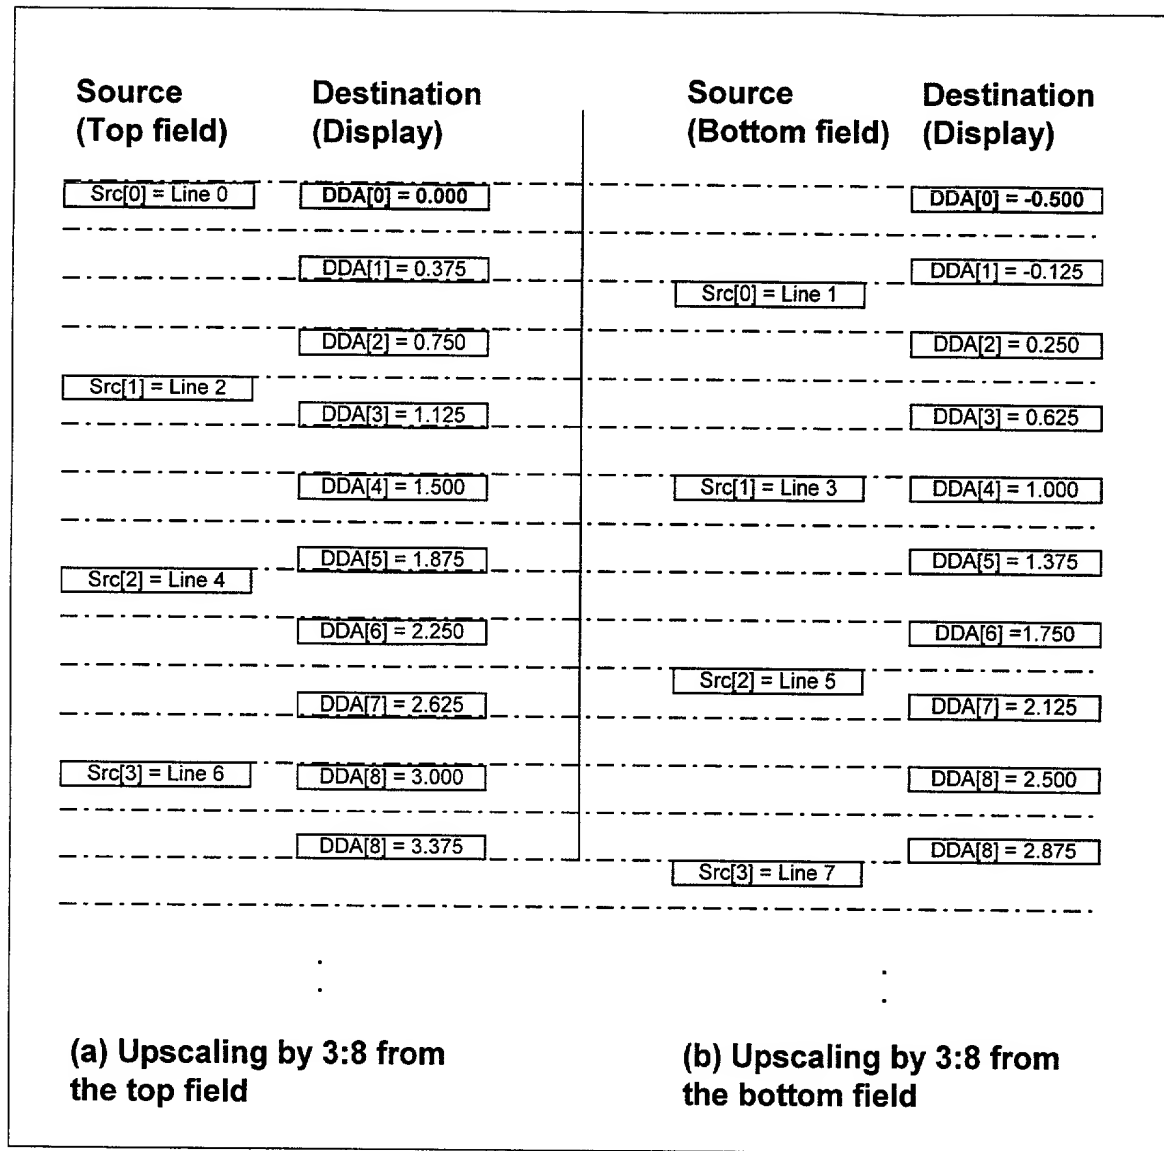 Source
(Top field)
Destination
(Display)
Src[0] = Line 0
DDA[0] = 0.000
DDA[1] = 0.375
DDA[2] = 0.750
Src[1] = Line 2
DDA[3] = 1.125
DDA[4] = 1.500
DDA[5] = 1.875
Src[2] = Line 4
DDA[6] = 2.250
DDA[7] = 2.625
Src[3] = Line 6
DDA[8] = 3.000
DDA[8] = 3.375
(a) Upscaling by 3:8 from
the top field
Source
(Bottom field)
Destination
(Display)
DDA[0] = -0.500
DDA[1] = -0.125
Src[0] = Line 1
DDA[2] = 0.250
DDA[3] = 0.625
Src[1] = Line 3
DDA[4] = 1.000
DDA[5] = 1.375
DDA[6] =1.750
Src[2] = Line 5
DDA[7] = 2.125
DDA[8] = 2.500
DDA[8] = 2.875
Src[3] = Line 7
(b) Upscaling by 3:8 from
the bottom field